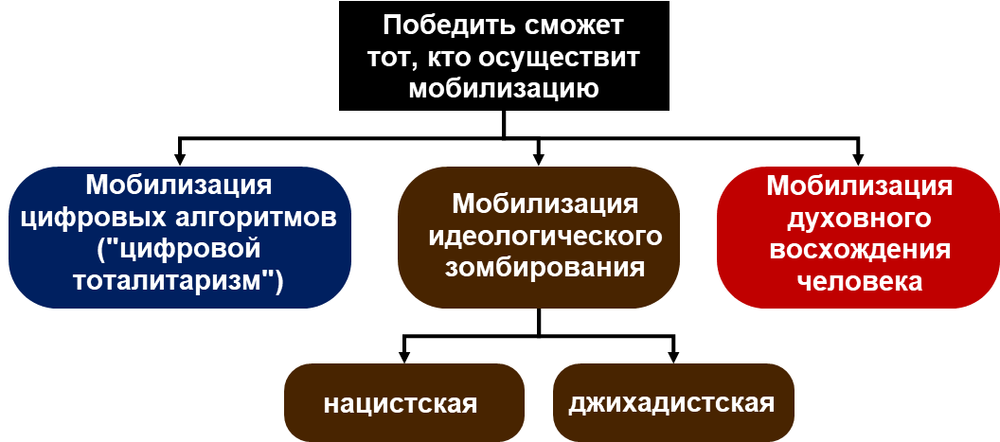 Победить сможет
тот, кто осуществит
мобилизацию
Мобилизация
цифровых алгоритмов
("цифровой
тоталитаризм")
Мобилизация
идеологического
зомбирования
Мобилизация
духовного
восхождения
человека
нацистская
джихадистская